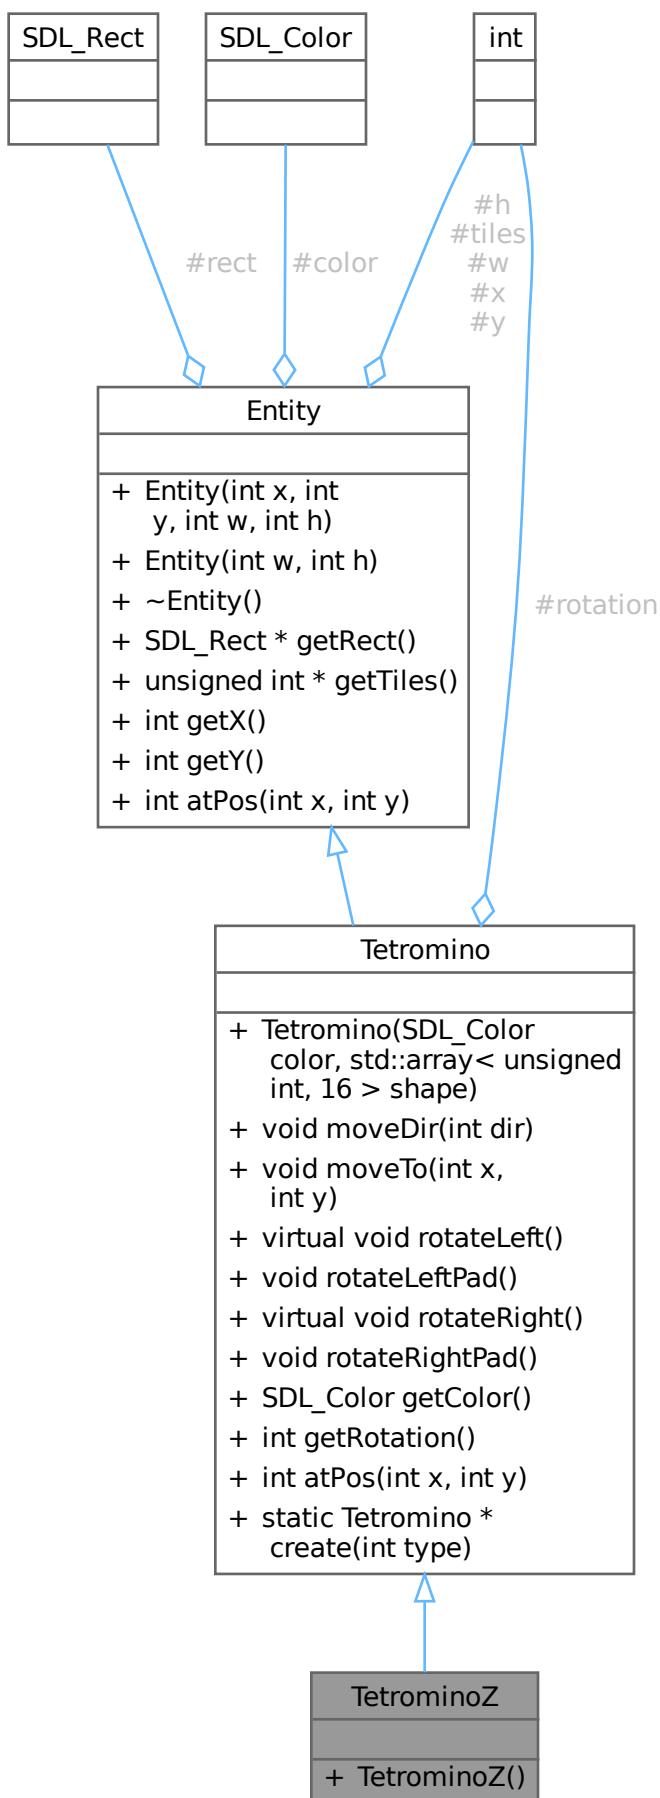 SDL_Rect
SDL_Color
int
#h
#tiles
#w
#x
#y
#rect
#color
Entity
+ Entity(int x, int
y, int w, int h)
+ Entity(int w, int h)
+ ~Entity()
+ SDL_Rect * getRect()
+ unsigned int * getTiles()
+ int getX()
+ int getY()
+ int atPos(int x, int y)
#rotation
Tetromino
+ Tetromino(SDL_Color
color, std::array< unsigned
int, 16 > shape)
+ void moveDir(int dir)
+ void moveTo(int x,
int y)
+ virtual void rotateLeft()
+ void rotateLeftPad()
+ virtual void rotateRight()
+ void rotateRightPad()
+ SDL_Color getColor()
+ int getRotation()
+ int atPos(int x, int y)
+ static Tetromino *
create(int type)
TetrominoZ
+ TetrominoZ()